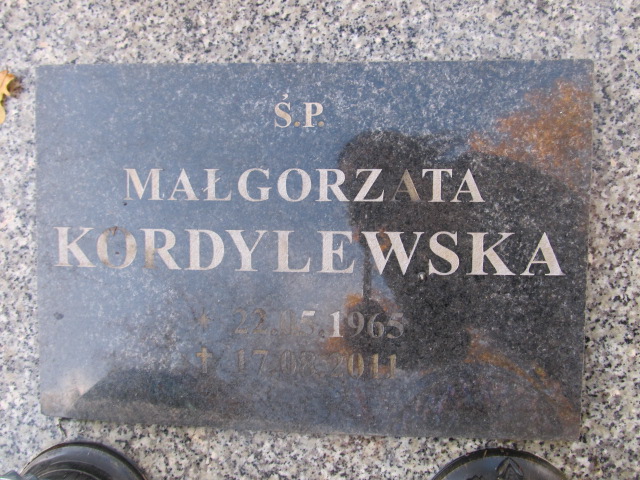 Ś.P.
MAŁGORZATA
KORDYLEWSKA
* 22.05.1965
† 17.08.2011